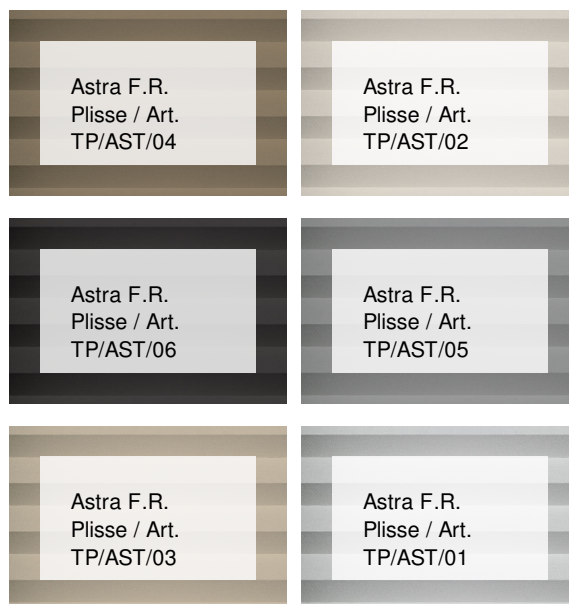 Astra F.R.
Plisse / Art.
TP/AST/04
Astra F.R.
Plisse / Art.
TP/AST/02
Astra F.R.
Plisse / Art.
TP/AST/06
Astra F.R.
Plisse / Art.
TP/AST/05
Astra F.R.
Plisse / Art.
TP/AST/03
Astra F.R.
Plisse / Art.
TP/AST/01